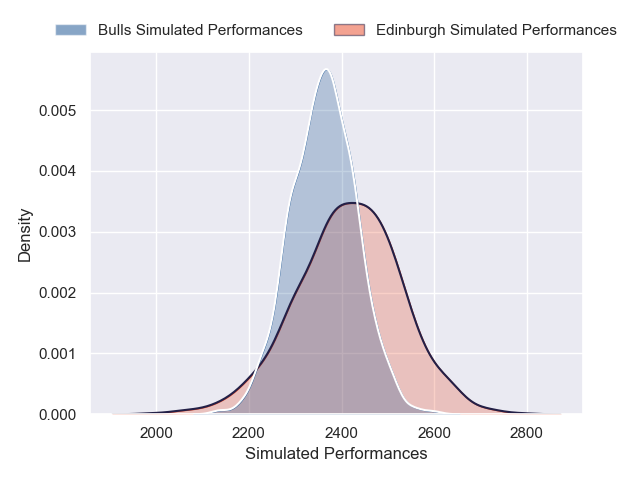 Bulls Simulated Performances Edinburgh Simulated Performances
0.005
0.004
0.003
0.002
0.001
0.000
Density
2000 2200 2400 2600 2800
Simulated Performances